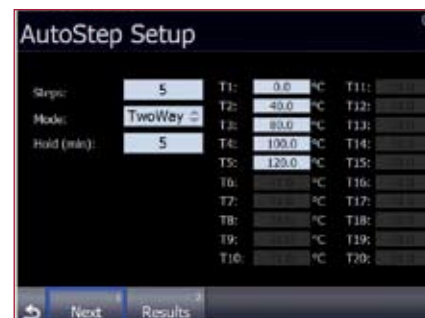 AutoStep Setup
Steps: 5
Mode: TwoWay
Hold (min): 5
T1: 0.0 °C T11:
T2: 40.0 °C T12:
T3: 80.0 °C T13:
T4: 100.0 °C T14:
T5: 120.0 °C T15:
T6: °C T16:
T7: °C T17:
T8: °C T18:
T9: °C T19:
T10: °C T20:
Next Results